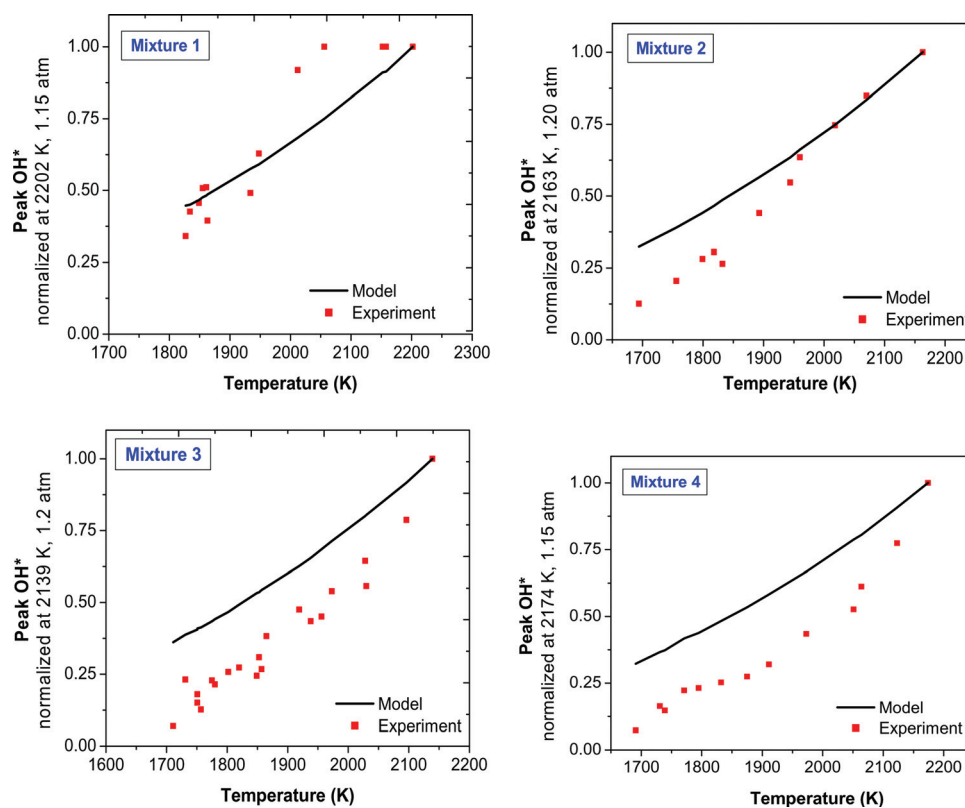 Mixture 1
1.00
0.75
0.50
0.25
0.00
Peak OH*
normalized at 2202 K, 1.15 atm
Model
Experiment
1700 1800 1900 2000 2100 2200 2300
Temperature (K)
Mixture 2
1.00
0.75
0.50
0.25
0.00
Peak OH*
normalized at 2163 K, 1.20 atm
Model
Experiment
1700 1800 1900 2000 2100 2200
Temperature (K)
Mixture 3
1.00
0.75
0.50
0.25
0.00
Peak OH*
normalized at 2139 K, 1.2 atm
Model
Experiment
1600 1700 1800 1900 2000 2100 2200
Temperature (K)
Mixture 4
1.00
0.75
0.50
0.25
0.00
Peak OH*
normalized at 2174 K, 1.15 atm
Model
Experiment
1700 1800 1900 2000 2100 2200
Temperature (K)